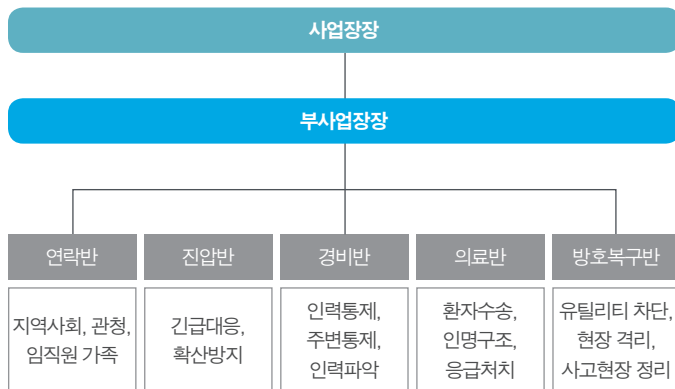 사업장장
부사업장장
연락반
진압반
경비반
의료반
방호복구반
지역사회, 관청,
임직원 가족
긴급대응,
확산방지
인력통제,
주변통제,
인력파악
환자수송,
인명구조,
응급처치
유틸리티 차단,
현장 격리,
사고현장 정리